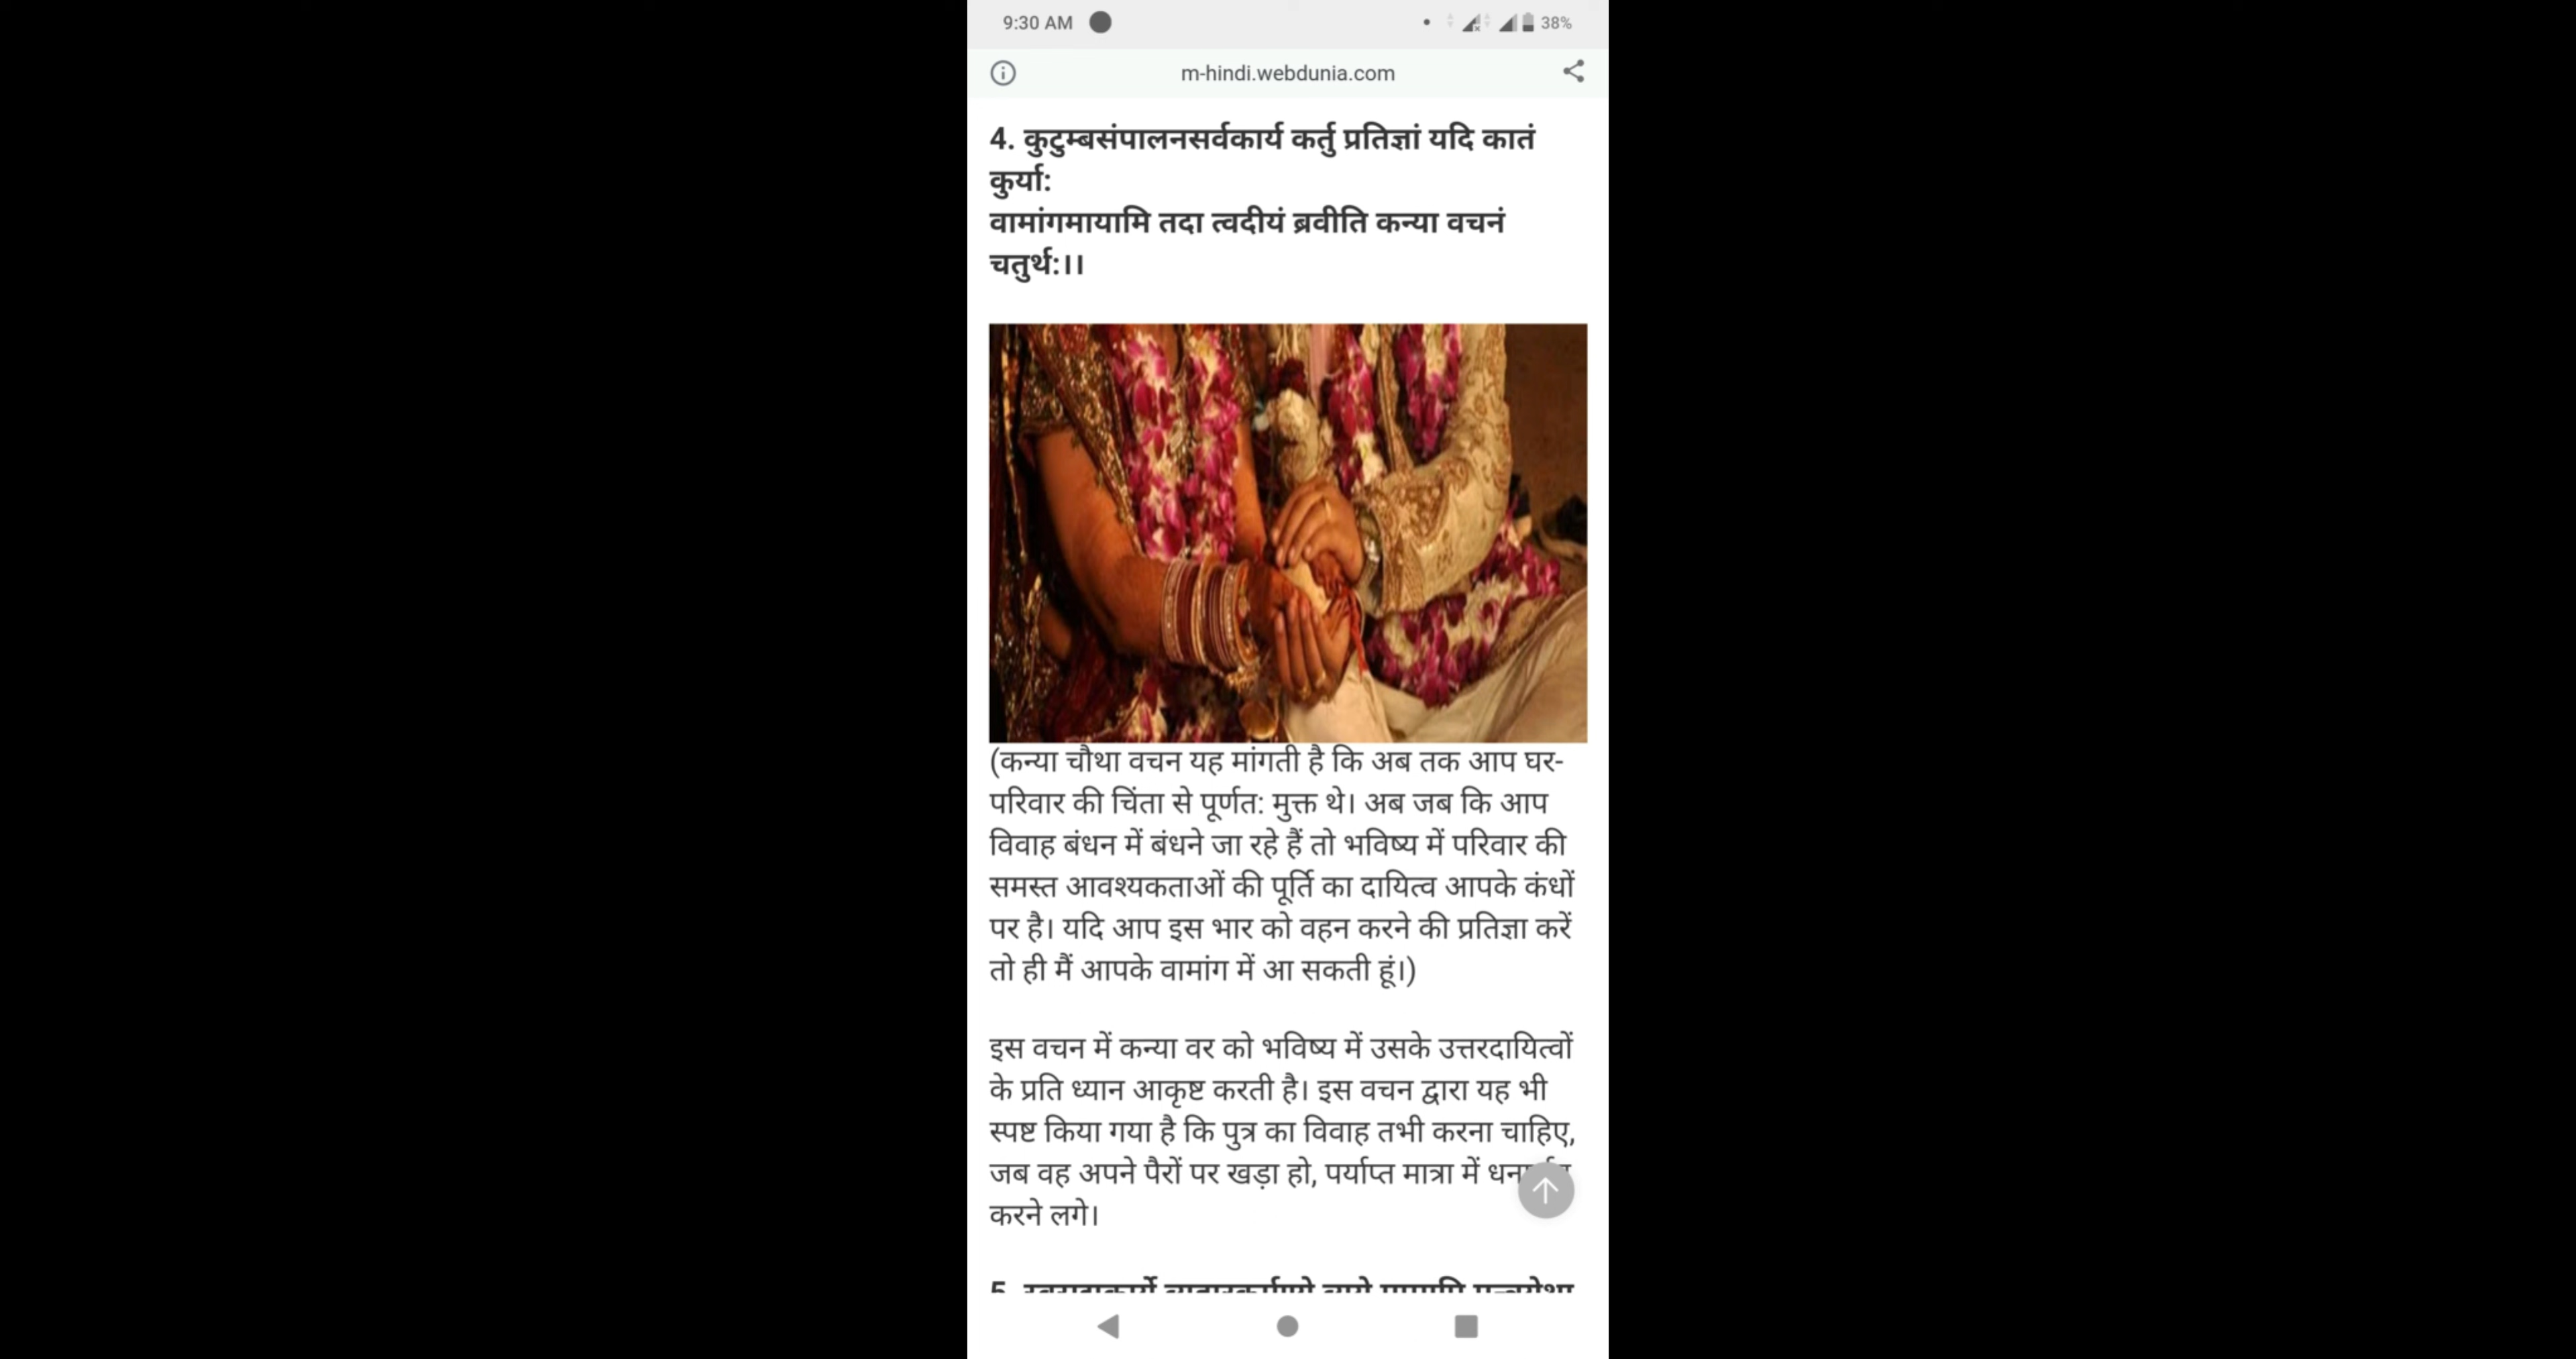 9:30 AM
38%
m-hindi.webdunia.com
4. कुटुम्बसंपालनसर्वकार्य कर्तु प्रतिज्ञां यदि कातं
कुर्या:
वामांगमायामि तदा त्वदीयं ब्रवीति कन्या वचनं
चतुर्थ:।।
(कन्या चौथा वचन यह मांगती है कि अब तक आप घर-
परिवार की चिंता से पूर्णत: मुक्त थे। अब जब कि आप
विवाह बंधन में बंधने जा रहे हैं तो भविष्य में परिवार की
समस्त आवश्यकताओं की पूर्ति का दायित्व आपके कंधों
पर है। यदि आप इस भार को वहन करने की प्रतिज्ञा करें
तो ही मैं आपके वामांग में आ सकती हूं।)
इस वचन में कन्या वर को भविष्य में उसके उत्तरदायित्वों
के प्रति ध्यान आकृष्ट करती है। इस वचन द्वारा यह भी
स्पष्ट किया गया है कि पुत्र का विवाह तभी करना चाहिए,
जब वह अपने पैरों पर खड़ा हो, पर्याप्त मात्रा में
करने लगे।
5.